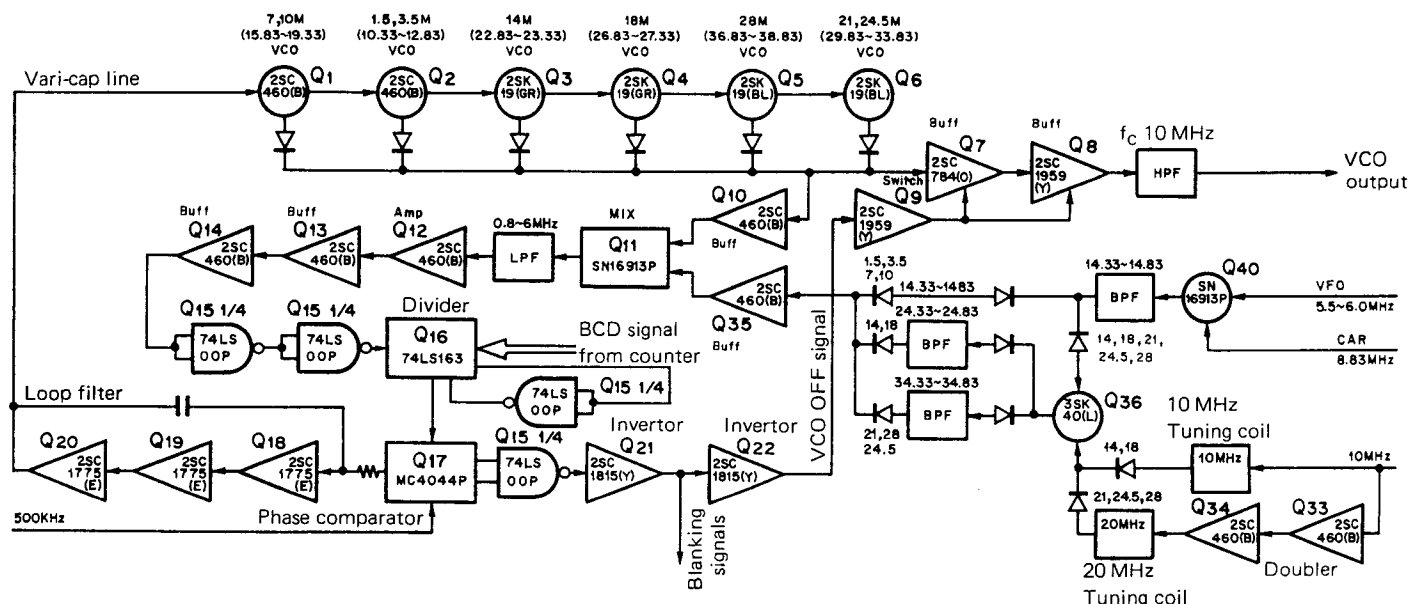 7,10M
(15.83~19.33)
VCO
1.5,3.5M
(10.33~12.83)
VCO
14M
(22.83~23.33)
VCO
18M
(26.83~27.33)
VCO
28M
(36.83~38.83)
VCO
21,24.5M
(29.83~33.83)
VCO
Vari-cap line
2SC
460(B)
Q1
2SC
460(B)
Q2
2SK
19(GR)
Q3
2SK
19(GR)
Q4
2SK
19(BL)
Q5
2SK
19(BL)
Q6
Buff
Q7
2SC
784(O)
Buff
Q8
2SC
1959
(Y)
fc 10 MHz
HPF
VCO
output
Switch
Q9
2SC
1959
(Y)
Q10
2SC
460(B)
Buff
MIX
Q11
SN16913P
0.8~6MHz
LPF
Amp
Q12
2SC
460(B)
Buff
Q13
2SC
460(B)
Buff
Q14
2SC
460(B)
2SC
460(B)
Q35
Buff
1.5,3.5
7,10
14.33~1483
14.33~14.83
BPF
Q40
SN
16913P
VFO
5.5~6.0MHz
CAR
8.83MHz
24.33~24.83
14,18
BPF
14,18,21,
24.5,28
34.33~34.83
BPF
21,28
24.5
3SK
40(L)
Q36
Q15 1/4
74LS
00P
Q15 1/4
74LS
00P
Divider
Q16
74LS163
BCD signal
from counter
74LS
00P
Q15 1/4
VCO OFF signal
Loop filter
Q20
2SC
1775
(E)
Q19
2SC
1775
(E)
Q18
2SC
1775
(E)
Q17
MC4044P
Phase comparator
Q15 1/4
74LS
00P
Invertor
Q21
2SC
1815(Y)
Invertor
Q22
2SC
1815(Y)
500KHz
Blanking
signals
10 MHz
Tuning coil
14,18
10MHz
10MHz
21,24.5,28
20MHz
Q34
2SC
460(B)
Q33
2SC
460(B)
20 MHz
Tuning coil
Doubler